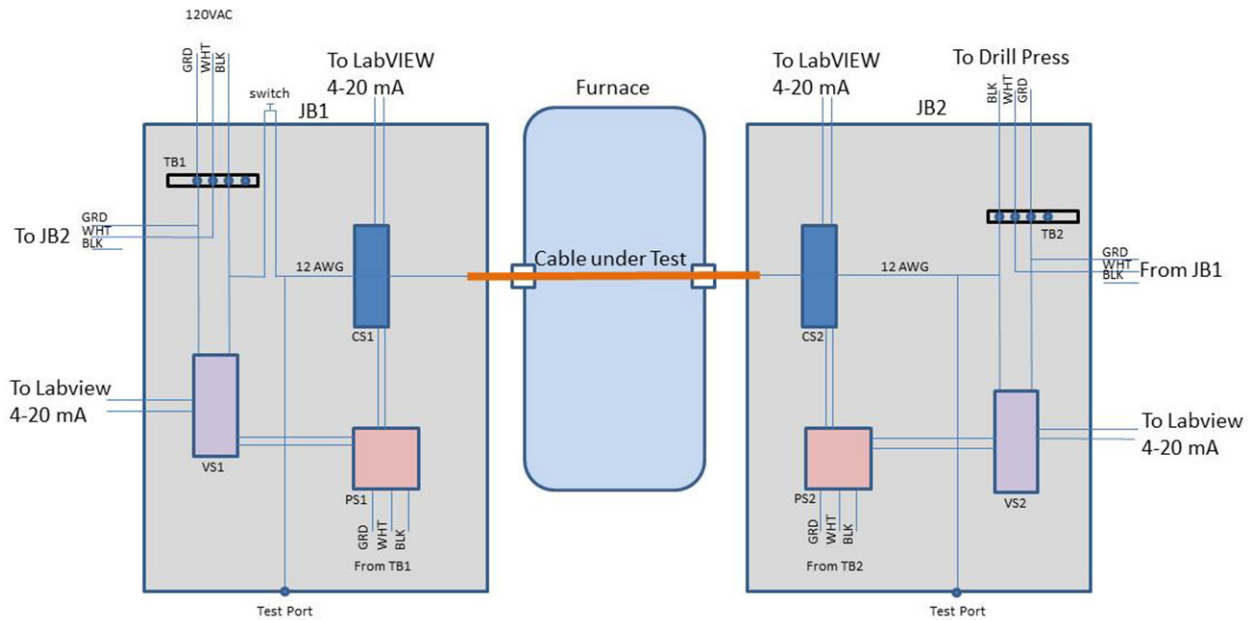 120VAC
GRD
WHT
BLK
switch
To LabVIEW
4-20 mA
JB1
TB1
To JB2
GRD
WHT
BLK
12 AWG
CS1
To Labview
4-20 mA
VS1
PS1
GRD
WHT
BLK
From TB1
Test Port
Furnace
Cable under Test
To LabVIEW
4-20 mA
To Drill Press
BLK
WHT
GRD
JB2
TB2
GRD
WHT
BLK
From JB1
12 AWG
CS2
To Labview
4-20 mA
VS2
PS2
GRD
WHT
BLK
From TB2
Test Port